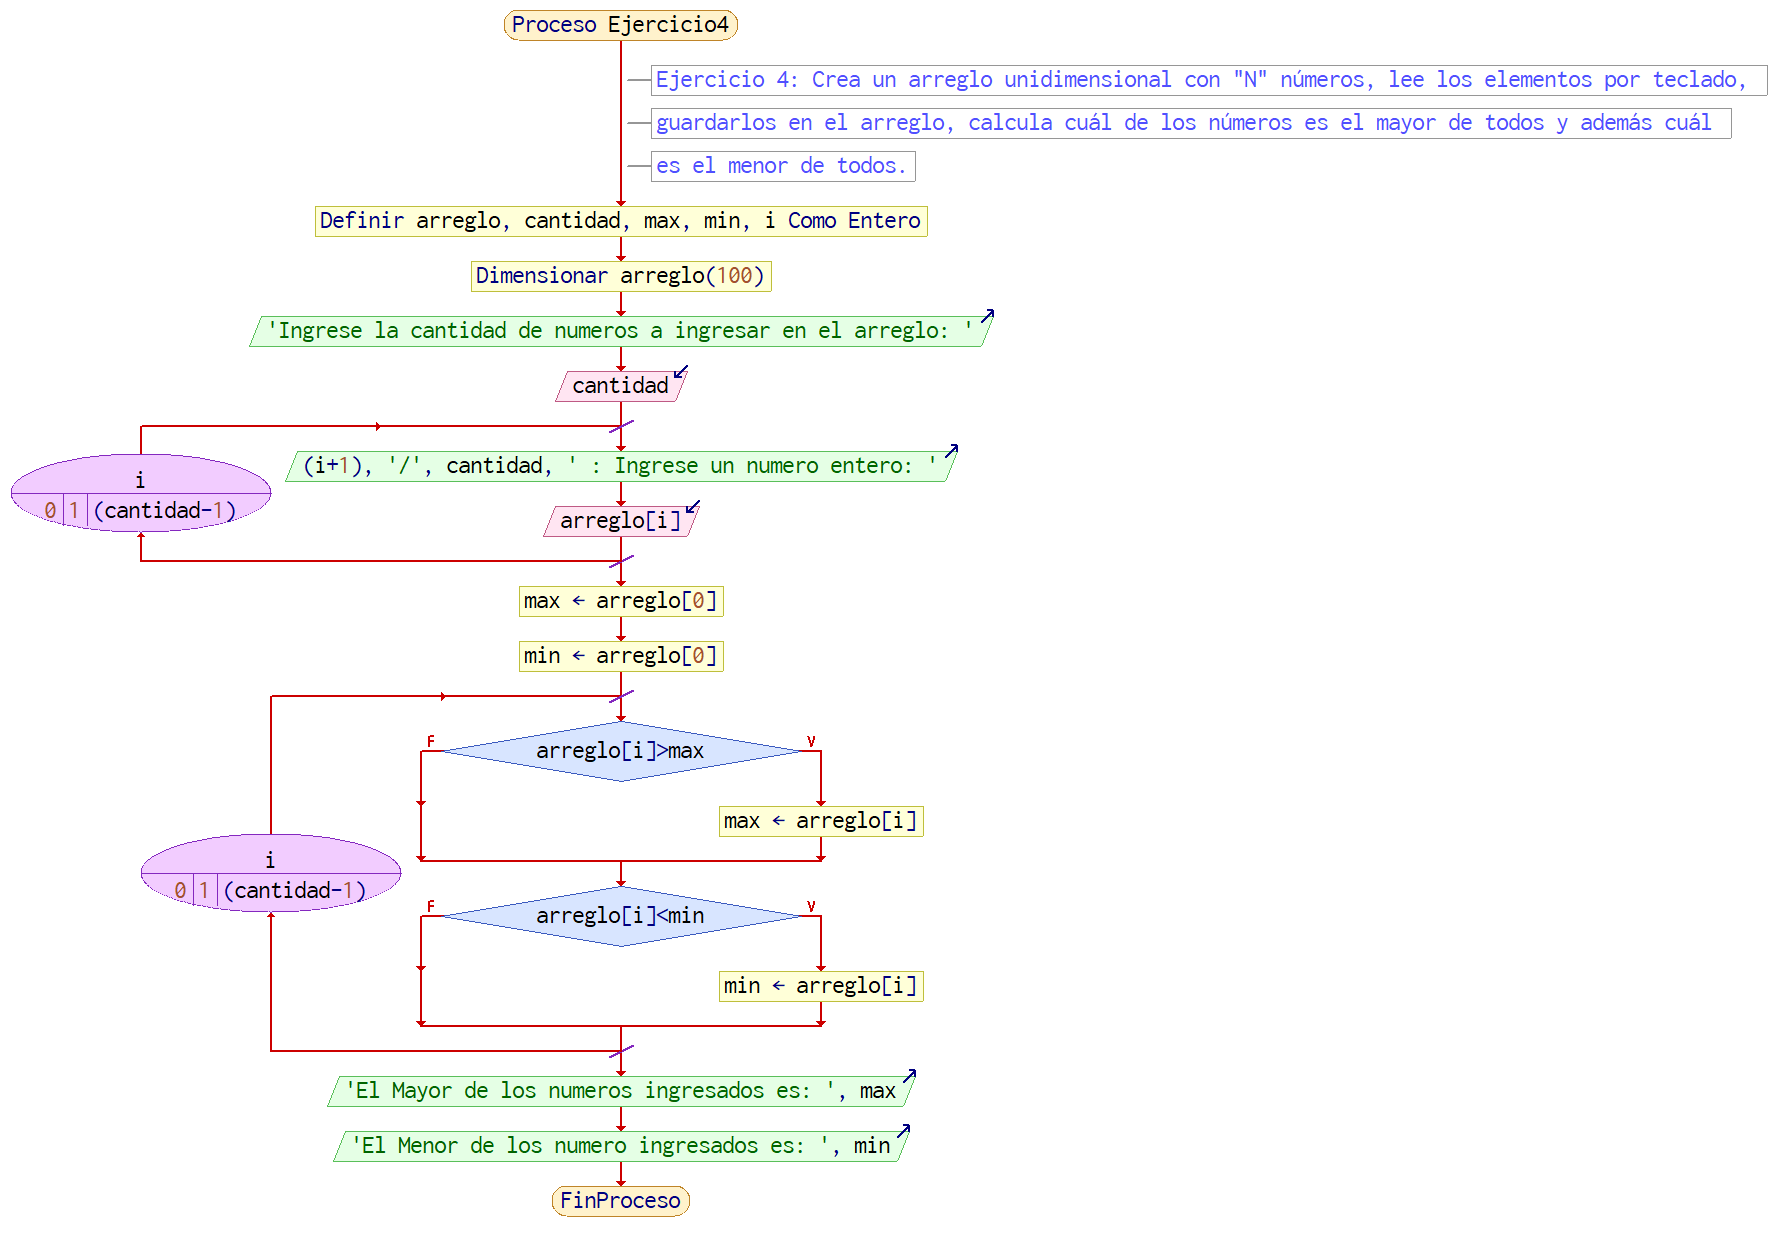 Proceso Ejercicio4
Ejercicio 4: Crea un arreglo unidimensional con "N" números, lee los elementos por teclado,
guardarlos en el arreglo, calcula cuál de los números es el mayor de todos y además cuál
es el menor de todos.
Definir arreglo, cantidad, max, min, i Como Entero
Dimensionar arreglo(100)
'Ingrese la cantidad de numeros a ingresar en el arreglo: '
cantidad
i
0 1 (cantidad-1)
(i+1), '/', cantidad, ' : Ingrese un numero entero: '
arreglo[i]
max ← arreglo[0]
min ← arreglo[0]
F arreglo[i]>max V
max ← arreglo[i]
i
0 1 (cantidad-1)
F arreglo[i]<min V
min ← arreglo[i]
'El Mayor de los numeros ingresados es: ', max
'El Menor de los numero ingresados es: ', min
FinProceso